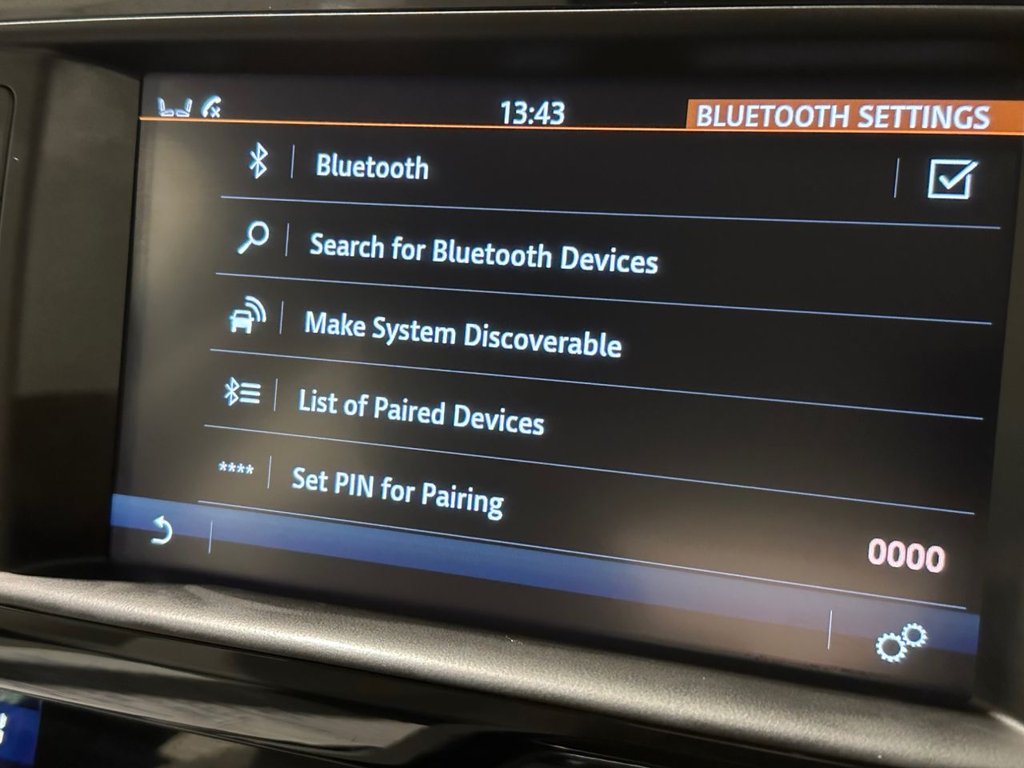 13:43
BLUETOOTH SETTINGS
Bluetooth
Search for Bluetooth Devices
Make System Discoverable
List of Paired Devices
**** Set PIN for Pairing
0000